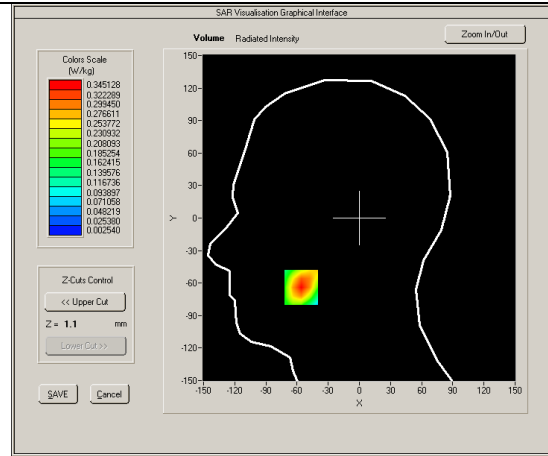 SAR Visualisation Graphical Interface
Volume Radiated Intensity
Zoom In/Out
Colors Scale
(W/kg)
0.345128
0.322289
0.299450
0.276611
0.253772
0.230932
0.208093
0.185254
0.162415
0.139576
0.116736
0.093897
0.071058
0.048219
0.025380
0.002540
Z-Cuts Control
<< Upper Cut
Z = 1.1 mm
Lower Cut >>
SAVE Cancel
150
120
90
60
30
Y 0
-30
-60
-90
-120
-150
-150 -120 -90 -60 -30 0 30 60 90 120 150
X